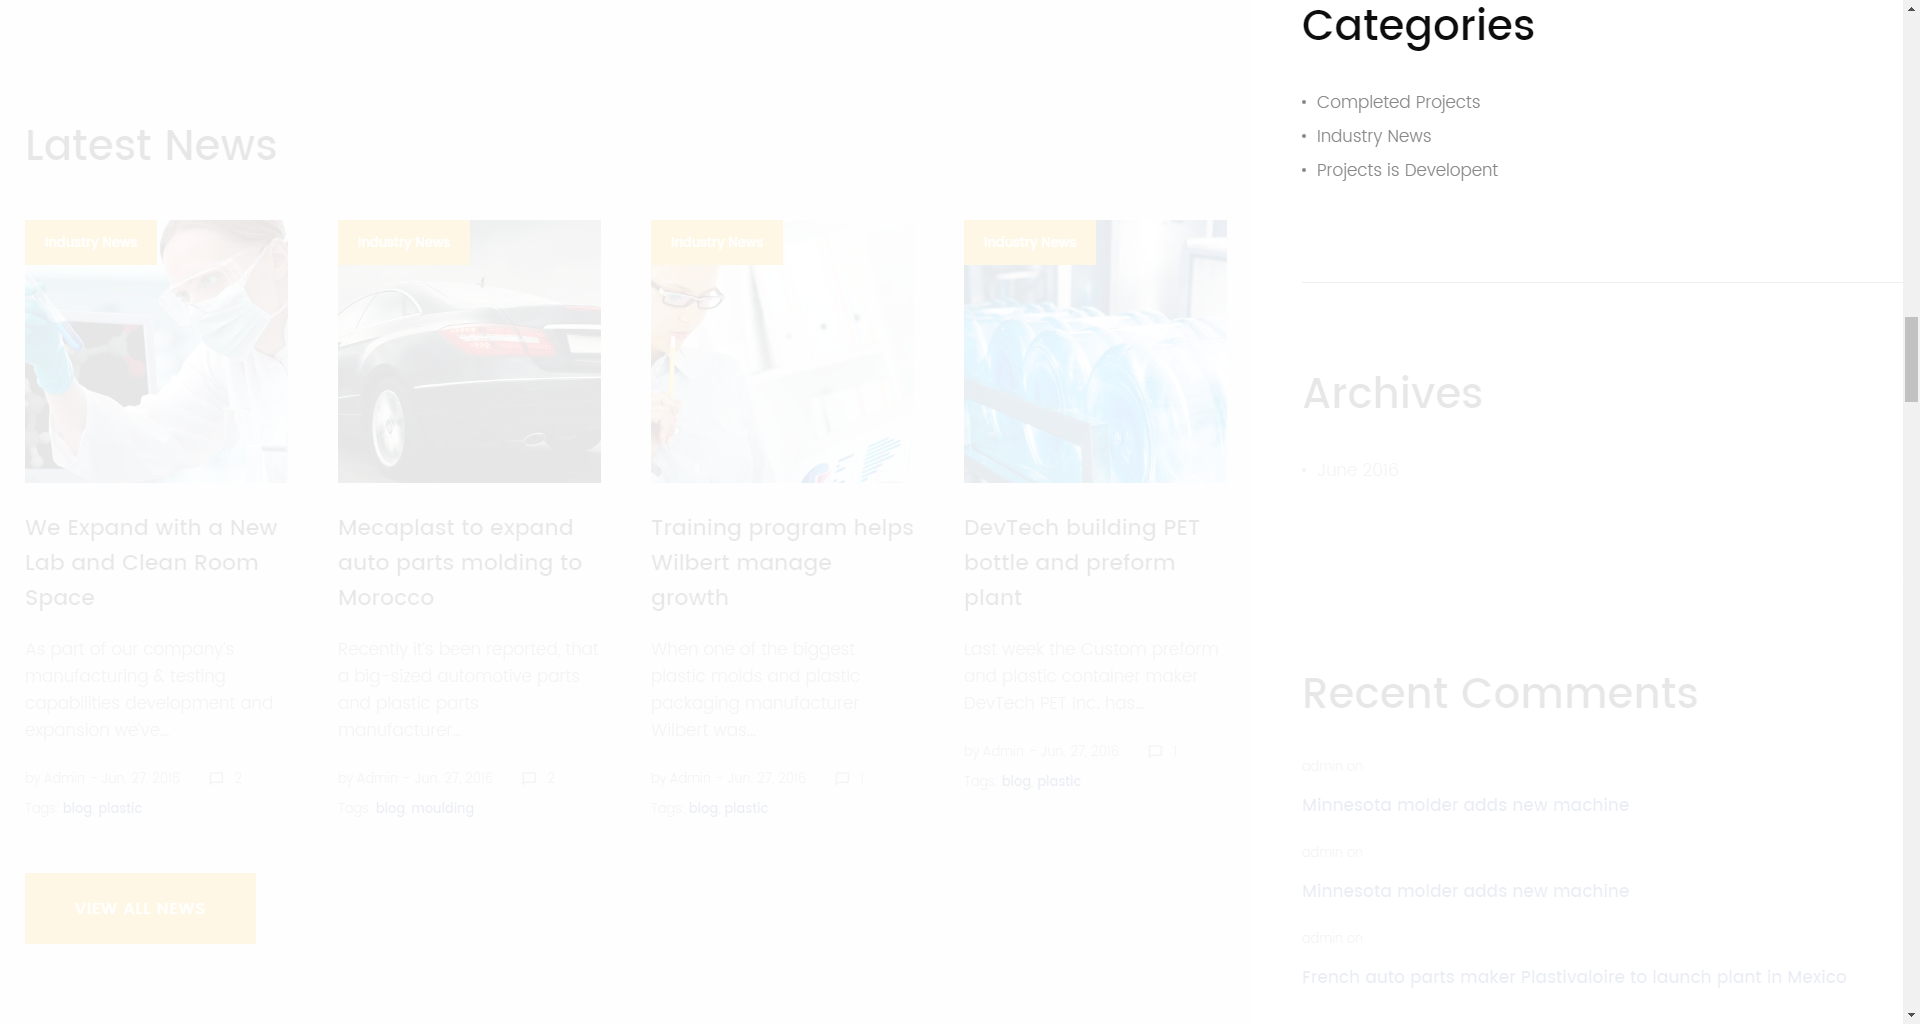 Categories
• Completed Projects
• Industry News
• Projects is Developent
Latest News
Industry News
We Expand with a New
Lab and Clean Room
Space
As part of our company's
manufacturing & testing
capabilities development and
expansion we've...
by Admin - Jun, 27, 2016 2
Tags: blog, plastic
Industry News
Mecaplast to expand
auto parts molding to
Morocco
Recently it's been reported, that
a big-sized automotive parts
and plastic parts
manufacturer...
by Admin - Jun, 27, 2016 2
Tags: blog, moulding
Industry News
Training program helps
Wilbert manage
growth
When one of the biggest
plastic molds and plastic
packaging manufacturer
Wilbert was...
by Admin - Jun, 27, 2016 1
Tags: blog, plastic
Industry News
DevTech building PET
bottle and preform
plant
Last week the Custom preform
and plastic container maker
DevTech PET Inc. has...
by Admin - Jun, 27, 2016 1
Tags: blog, plastic
VIEW ALL NEWS
Archives
• June 2016
Recent Comments
admin on
Minnesota molder adds new machine
admin on
Minnesota molder adds new machine
admin on
French auto parts maker Plastivaloire to launch plant in Mexico